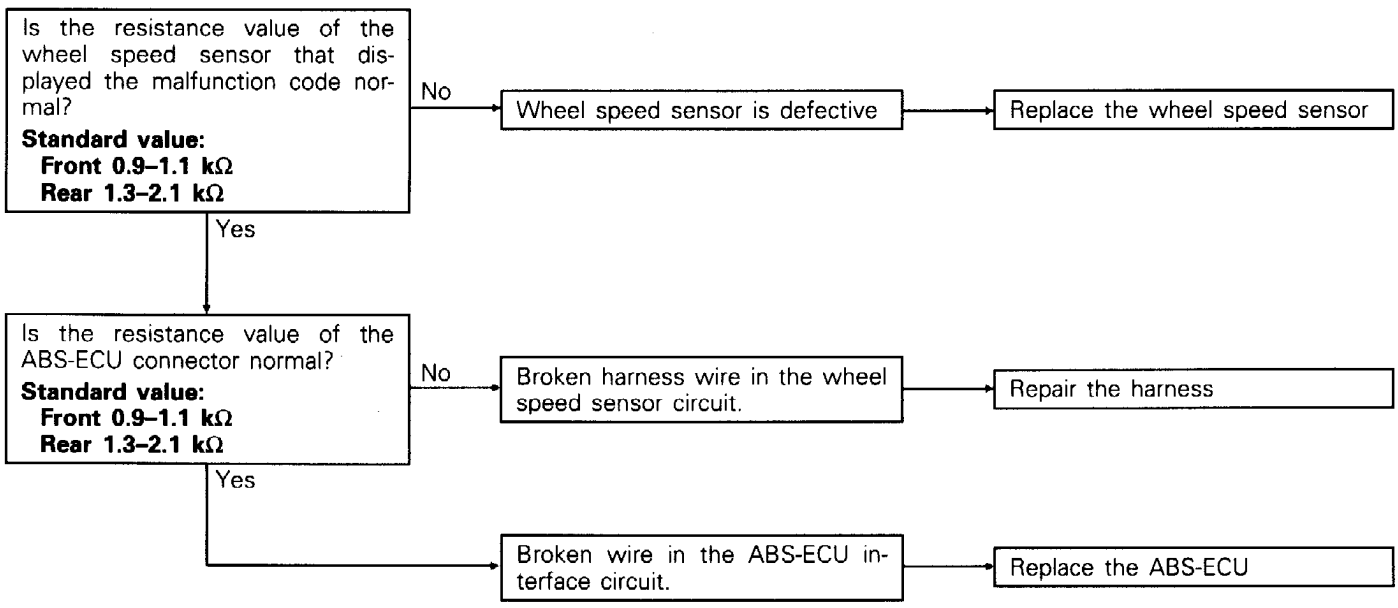 Is the resistance value of the
wheel speed sensor that dis-
played the malfunction code nor-
mal?
Standard value:
Front 0.9–1.1 kΩ
Rear 1.3–2.1 kΩ
No
Wheel speed sensor is defective
Replace the wheel speed sensor
Yes
Is the resistance value of the
ABS-ECU connector normal?
Standard value:
Front 0.9–1.1 kΩ
Rear 1.3–2.1 kΩ
No
Broken harness wire in the wheel
speed sensor circuit.
Repair the harness
Yes
Broken wire in the ABS-ECU in-
terface circuit.
Replace the ABS-ECU